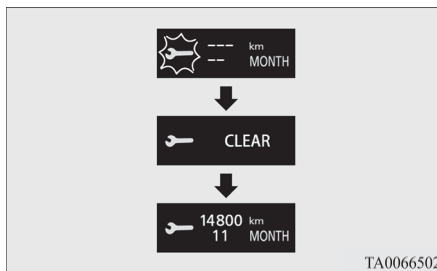 --- km
-- MONTH
CLEAR
14800 km
11 MONTH
TA0066502